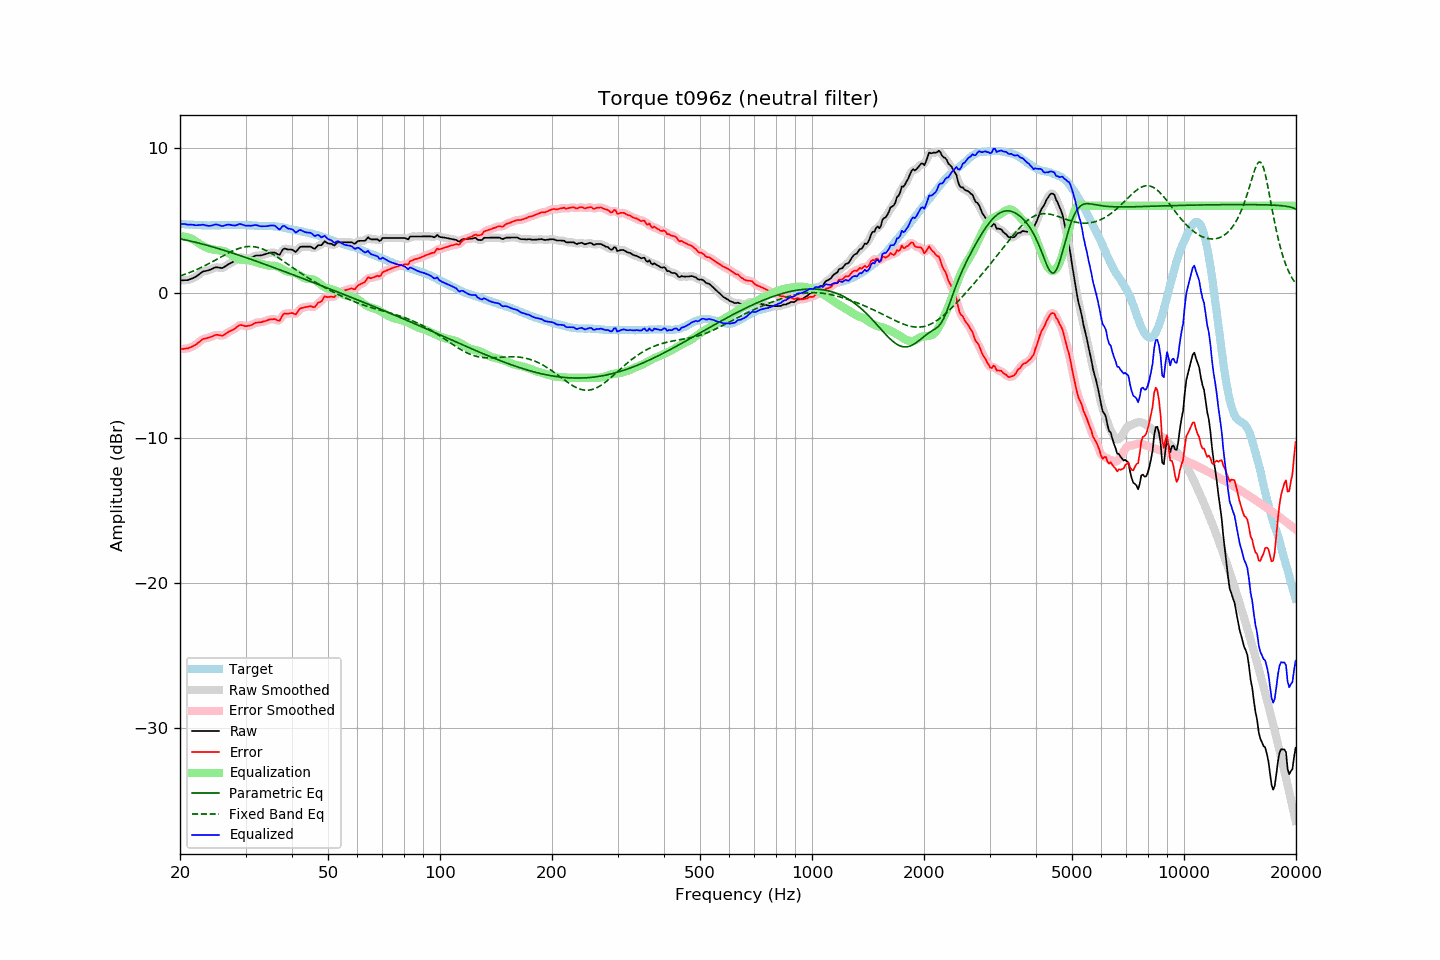 Torque t096z (neutral filter)
10
0
−10
−20
−30
Amplitude (dBr)
Target
Raw Smoothed
Error Smoothed
Raw
Error
Equalization
Parametric Eq
Fixed Band Eq
Equalized
20 50 100 200 500 1000 2000 5000 10000 20000
Frequency (Hz)